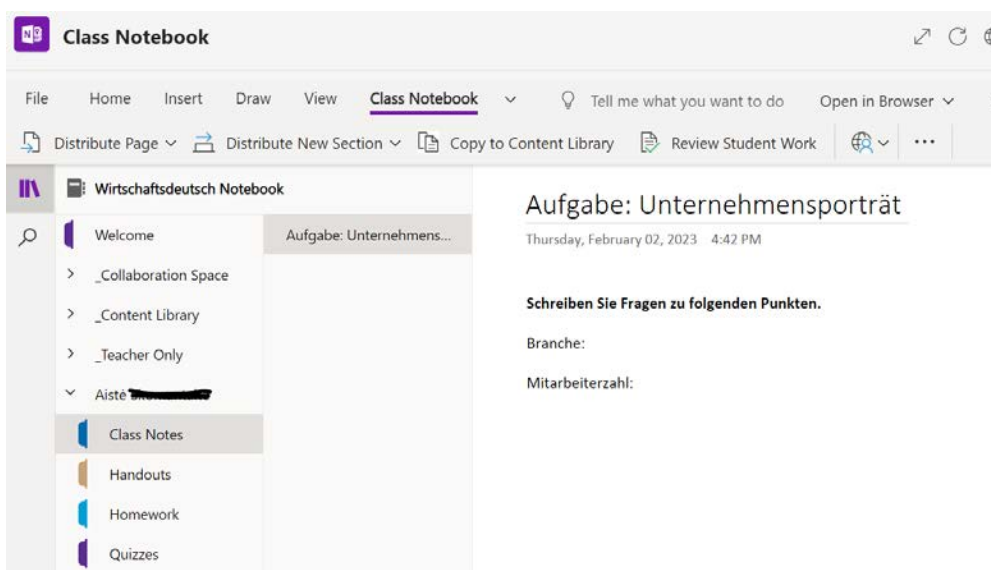 Class Notebook
File Home Insert Draw View Class Notebook Tell me what you want to do Open in Browser
Distribute Page Distribute New Section Copy to Content Library Review Student Work ...
Wirtschaftsdeutsch Notebook
Welcome
_Collaboration Space
_Content Library
_Teacher Only
Aistė
Class Notes
Handouts
Homework
Quizzes
Aufgabe: Unternehmens...
Aufgabe: Unternehmensporträt
Thursday, February 02, 2023 4:42 PM
Schreiben Sie Fragen zu folgenden Punkten.
Branche:
Mitarbeiterzahl: